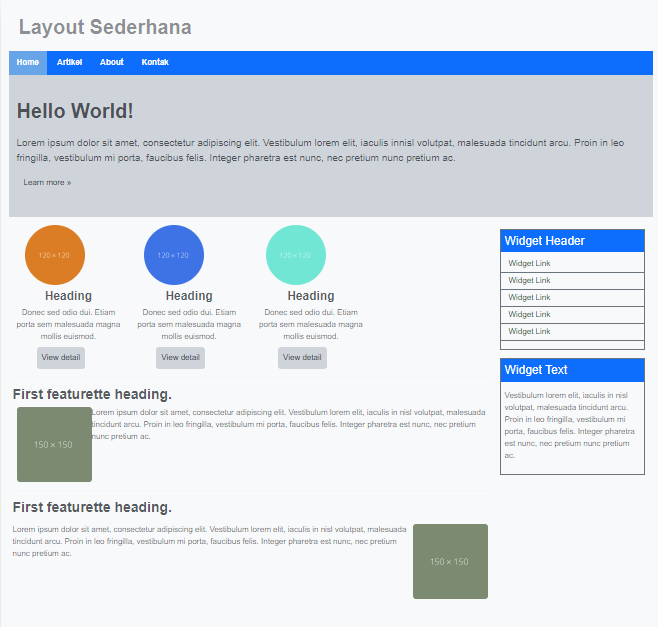 Layout Sederhana
Home Artikel About Kontak
Hello World!
Lorem ipsum dolor sit amet, consectetur adipiscing elit. Vestibulum lorem elit, iaculis innisl volutpat, malesuada tincidunt arcu. Proin in leo
fringilla, vestibulum mi porta, faucibus felis. Integer pharetra est nunc, nec pretium nunc pretium ac.
Learn more »
120 × 120
Heading
Donec sed odio dui. Etiam
porta sem malesuada magna
mollis euismod.
View detail
120 × 120
Heading
Donec sed odio dui. Etiam
porta sem malesuada magna
mollis euismod.
View detail
120 × 120
Heading
Donec sed odio dui. Etiam
porta sem malesuada magna
mollis euismod.
View detail
First featurette heading.
150 × 150
Lorem ipsum dolor sit amet, consectetur adipiscing elit. Vestibulum lorem elit, iaculis in nisl volutpat, malesuada
tincidunt arcu. Proin in leo fringilla, vestibulum mi porta, faucibus felis. Integer pharetra est nunc, nec pretium
nunc pretium ac.
First featurette heading.
Lorem ipsum dolor sit amet, consectetur adipiscing elit. Vestibulum lorem elit, iaculis in nisl volutpat, malesuada
tincidunt arcu. Proin in leo fringilla, vestibulum mi porta, faucibus felis. Integer pharetra est nunc, nec pretium
nunc pretium ac.
150 × 150
Widget Header
Widget Link
Widget Link
Widget Link
Widget Link
Widget Link
Widget Text
Vestibulum lorem elit, iaculis in nisl
volutpat, malesuada tincidunt arcu.
Proin in leo fringilla, vestibulum mi
porta, faucibus felis. Integer pharetra
est nunc, nec pretium nunc pretium
ac.